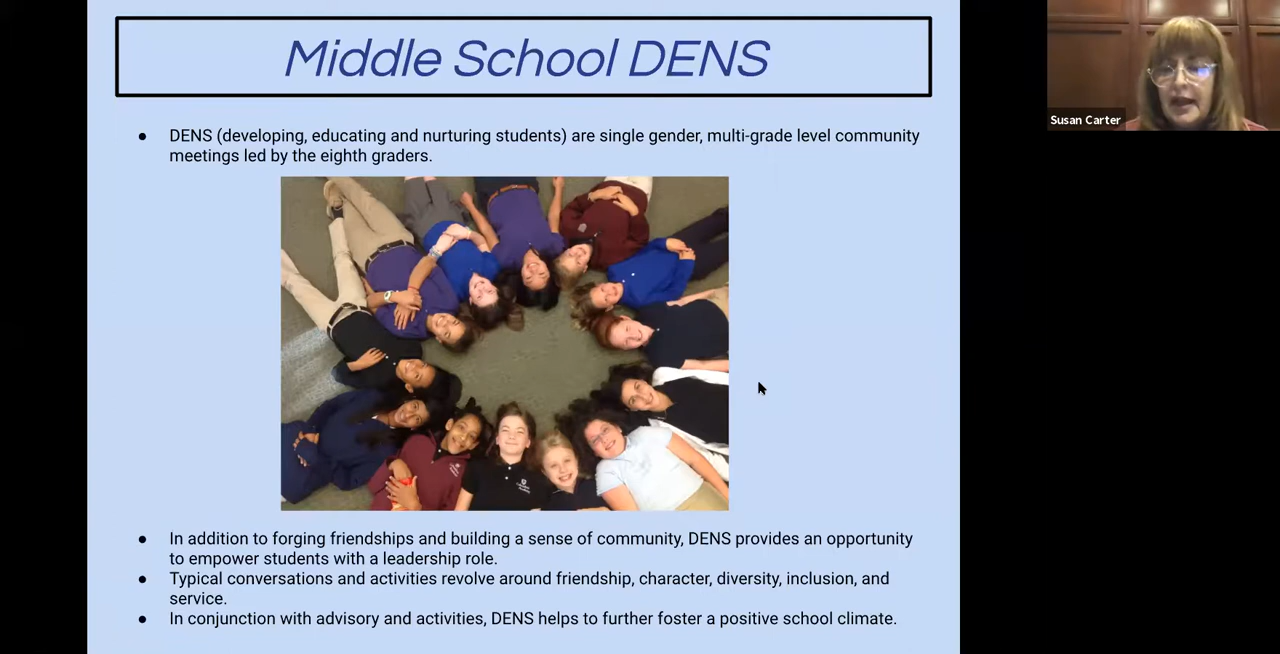 Middle School DENS
Susan Carter
● DENS (developing, educating and nurturing students) are single gender, multi-grade level community
meetings led by the eighth graders.
● In addition to forging friendships and building a sense of community, DENS provides an opportunity
to empower students with a leadership role.
● Typical conversations and activities revolve around friendship, character, diversity, inclusion, and
service.
● In conjunction with advisory and activities, DENS helps to further foster a positive school climate.